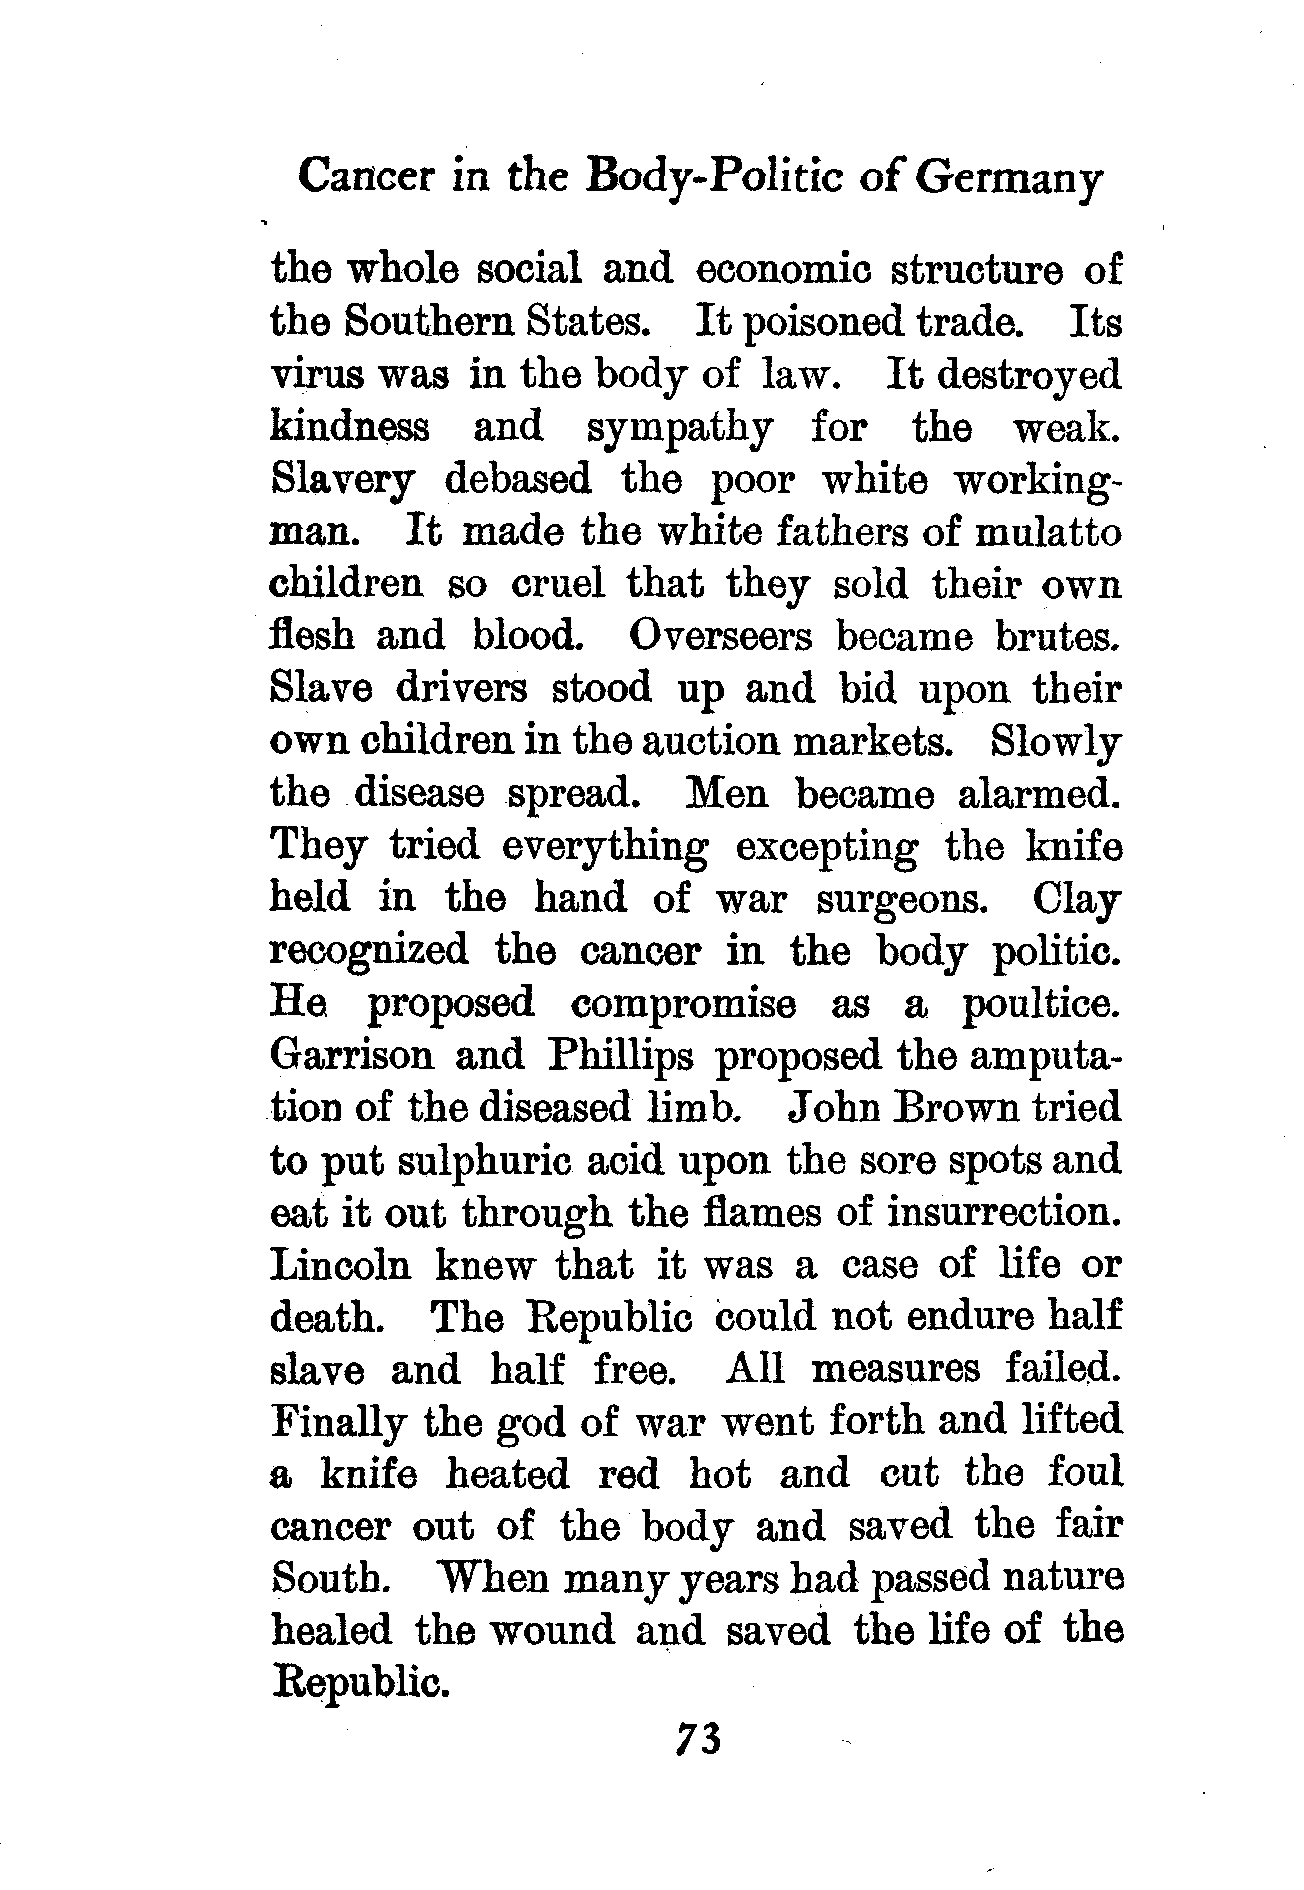 Cancer in the Body-Politic of Germany
the whole social and economic structure of
the Southern States. It poisoned trade. Its
virus was in the body of law. It destroyed
kindness and sympathy for the weak.
Slavery debased the poor white working-
man. It made the white fathers of mulatto
children so cruel that they sold their own
flesh and blood. Overseers became brutes.
Slave drivers stood up and bid upon their
own children in the auction markets. Slowly
the disease spread. Men became alarmed.
They tried everything excepting the knife
held in the hand of war surgeons. Clay
recognized the cancer in the body politic.
He proposed compromise as a poultice.
Garrison and Phillips proposed the amputa-
tion of the diseased limb. John Brown tried
to put sulphuric acid upon the sore spots and
eat it out through the flames of insurrection.
Lincoln knew that it was a case of life or
death. The Republic could not endure half
slave and half free. All measures failed.
Finally the god of war went forth and lifted
a knife heated red hot and cut the foul
cancer out of the body and saved the fair
South. When many years had passed nature
healed the wound and saved the life of the
Republic.
73